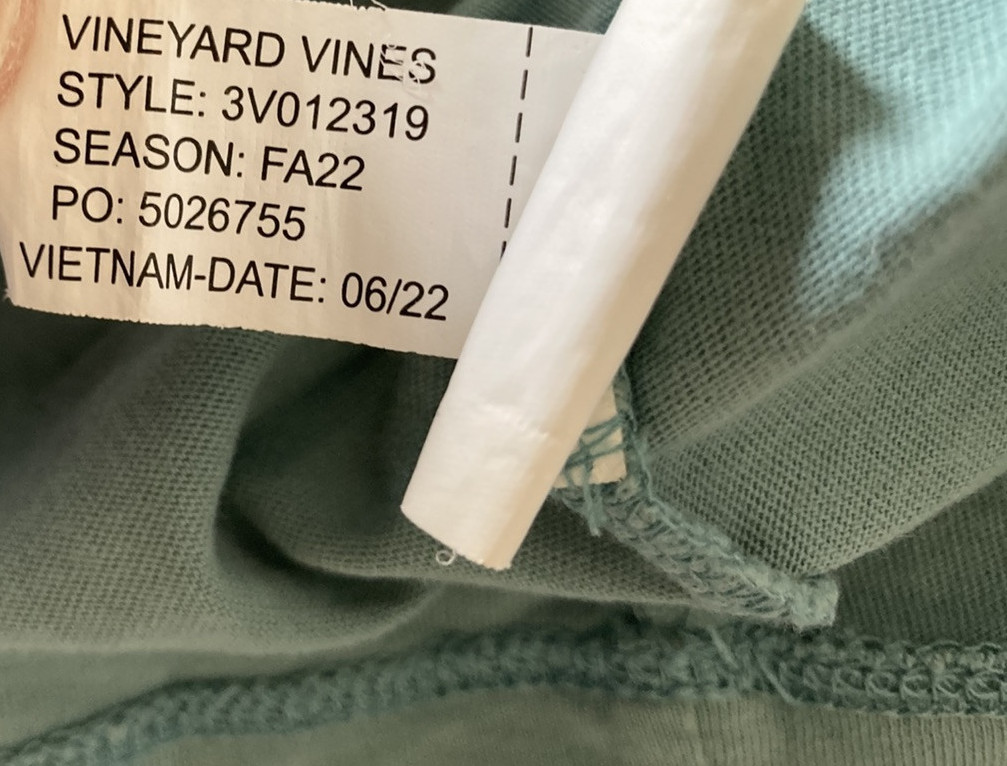 VINEYARD VINES
STYLE: 3V012319
SEASON: FA22
PO: 5026755
VIETNAM-DATE: 06/22